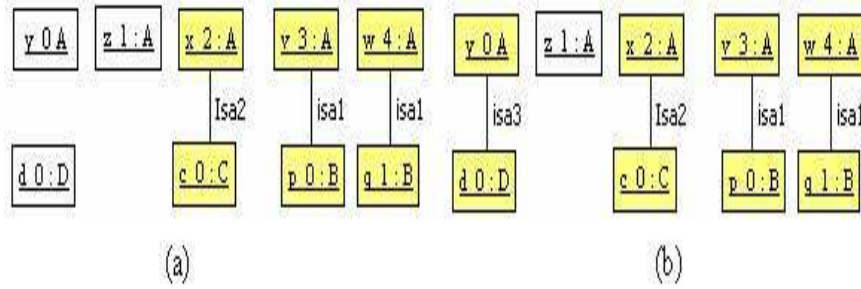 y 0 A z 1 : A x 2 : A v 3 : A w 4 : A y 0 A z 1 : A x 2 : A v 3 : A w 4 : A
Isa2 isa1 isa1 isa3 Isa2 isa1 isa1
d 0 : D c 0 : C p 0 : B q 1 : B d 0 : D c 0 : C p 0 : B q 1 : B
(a) (b)